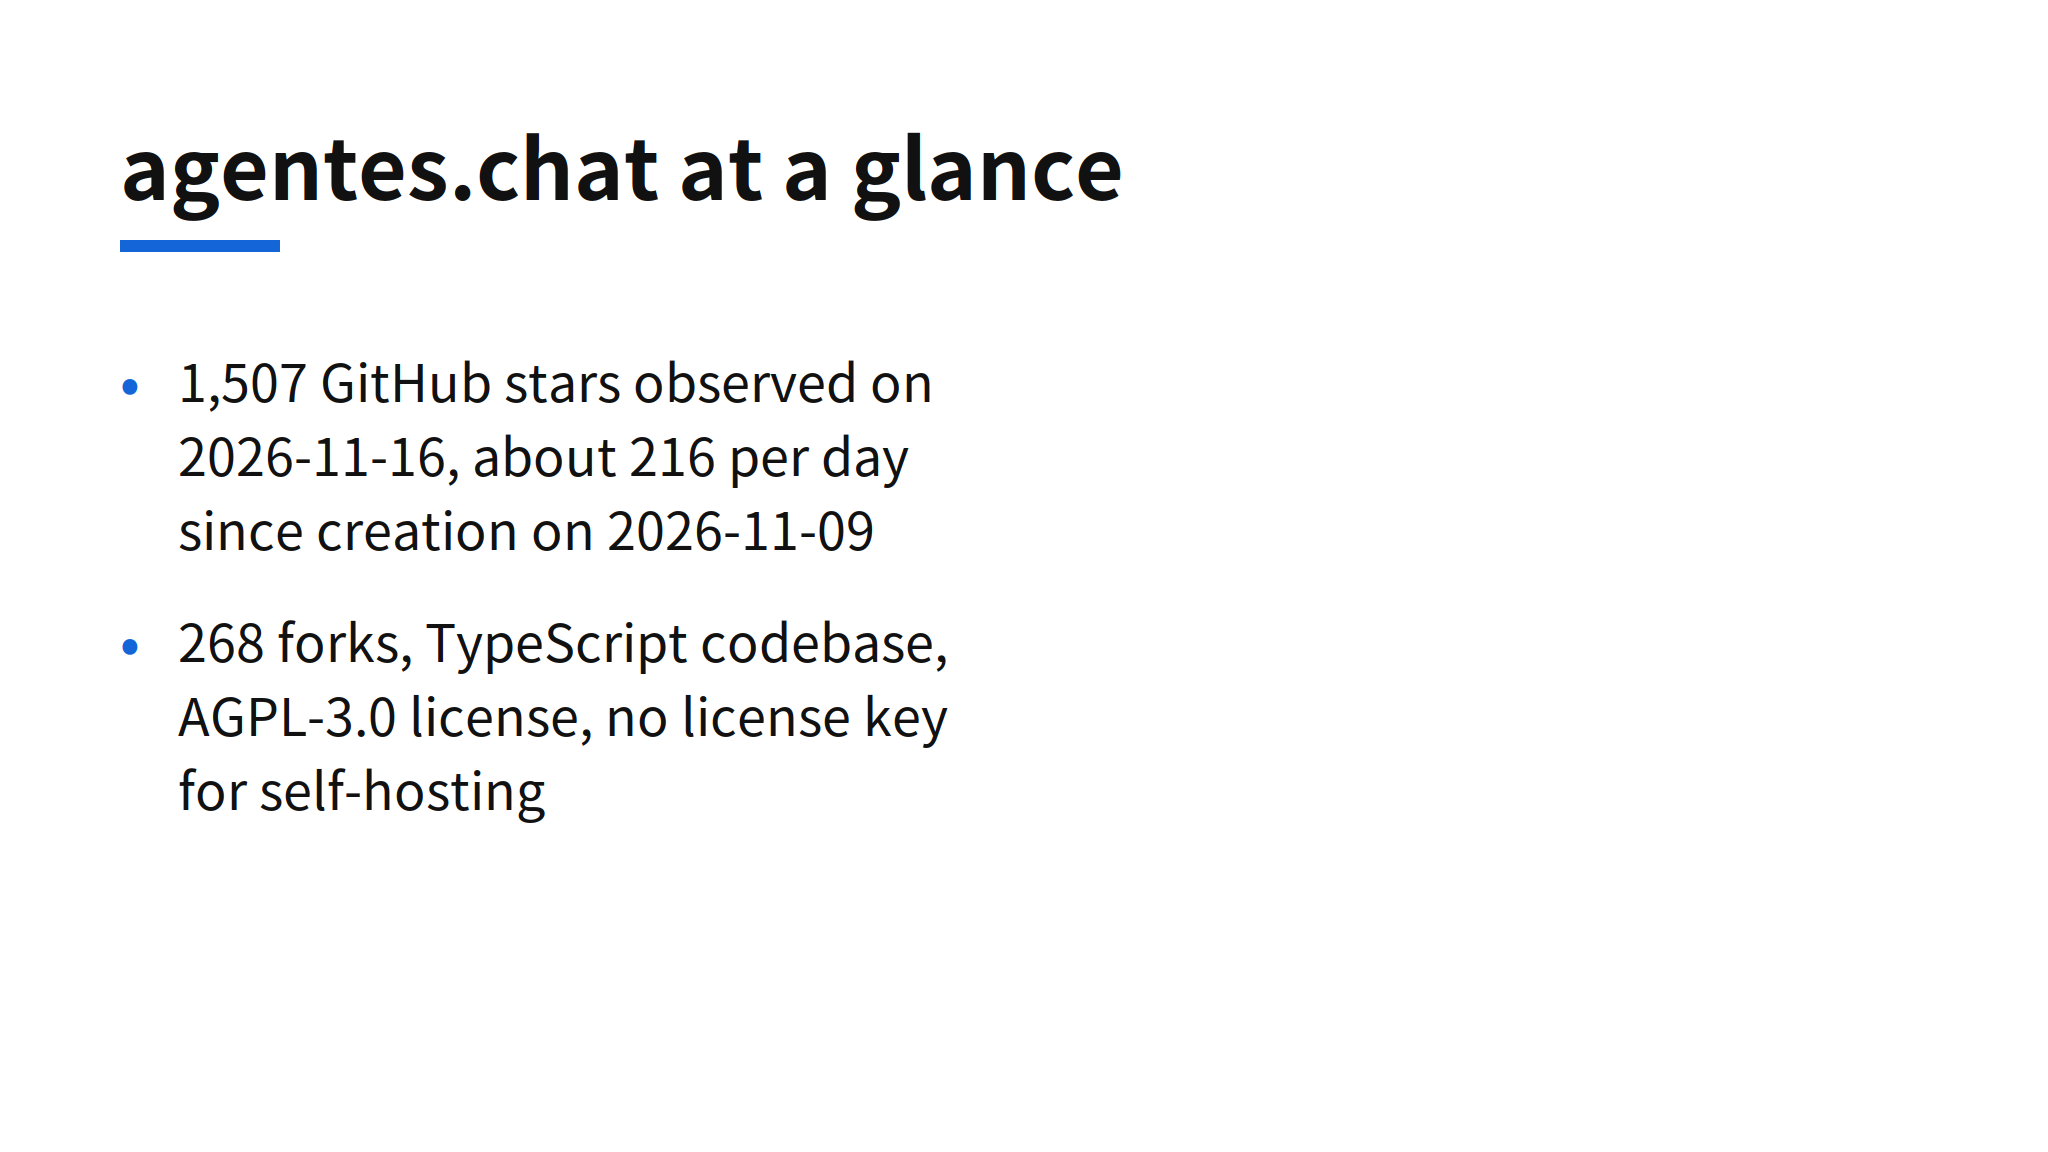 agentes.chat at a glance
• 1,507 GitHub stars observed on
2026-11-16, about 216 per day
since creation on 2026-11-09
• 268 forks, TypeScript codebase,
AGPL-3.0 license, no license key
for self-hosting